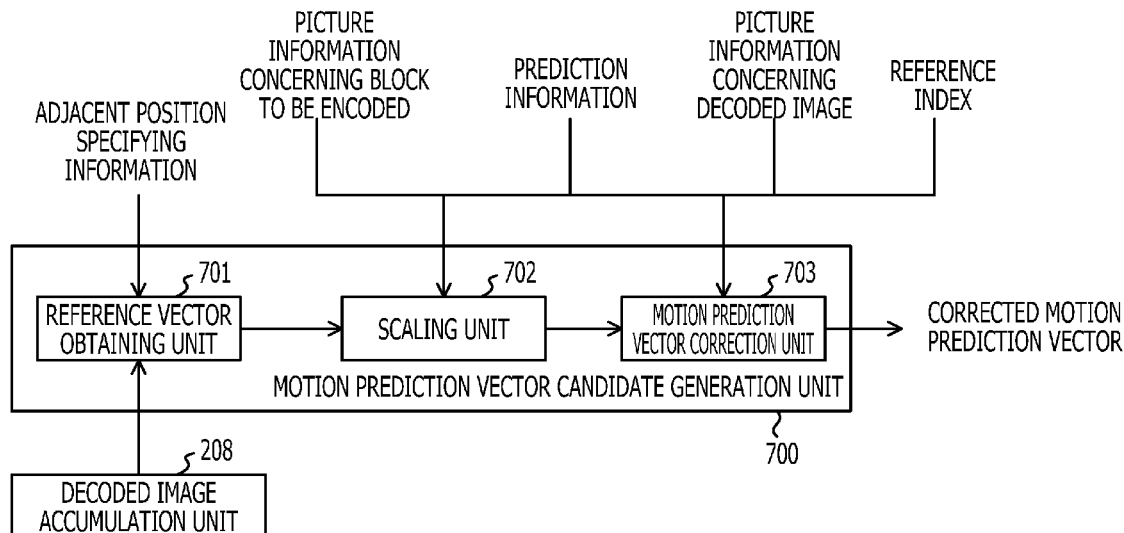 PICTURE
INFORMATION
CONCERNING BLOCK
TO BE ENCODED
PREDICTION
INFORMATION
PICTURE
INFORMATION
CONCERNING
DECODED IMAGE
REFERENCE
INDEX
ADJACENT POSITION
SPECIFYING
INFORMATION
701
REFERENCE VECTOR
OBTAINING UNIT
702
SCALING UNIT
703
MOTION PREDICTION
VECTOR CORRECTION UNIT
CORRECTED MOTION
PREDICTION VECTOR
MOTION PREDICTION VECTOR CANDIDATE GENERATION UNIT
700
208
DECODED IMAGE
ACCUMULATION UNIT